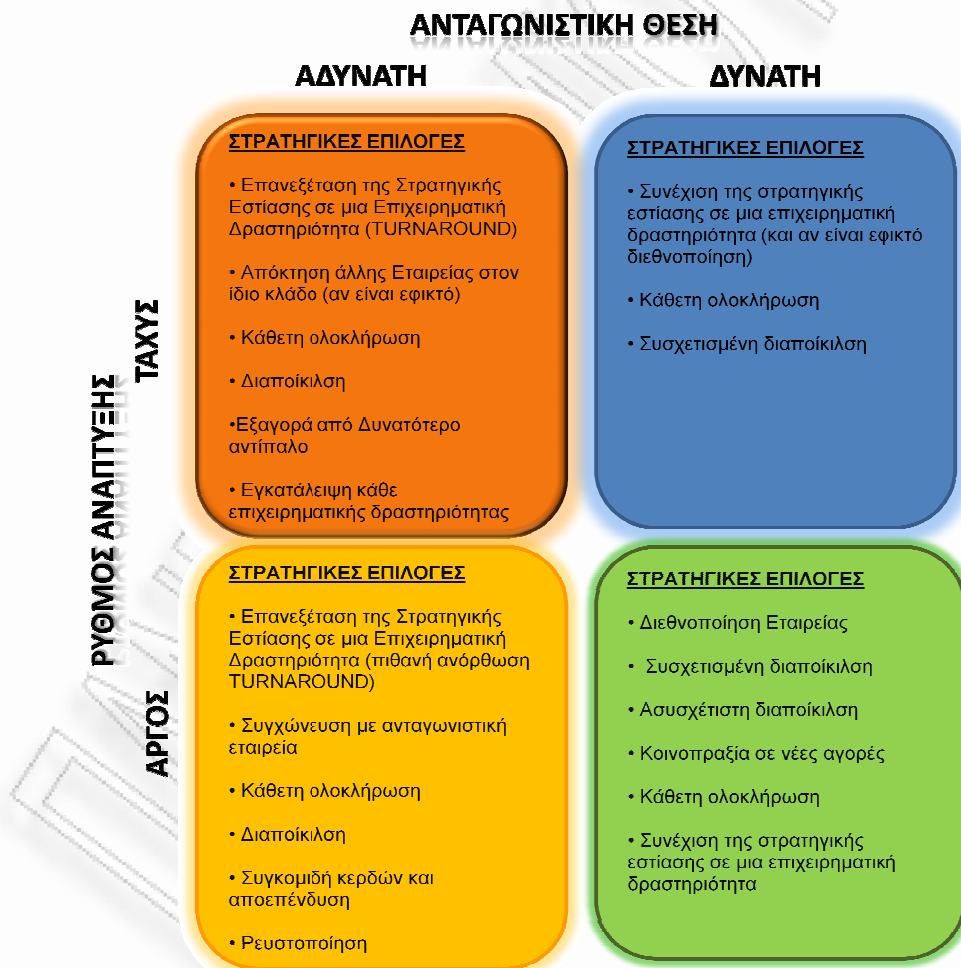 ΑΝΤΑΓΩΝΙΣΤΙΚΗ ΘΕΣΗ
ΑΔΥΝΑΤΗ
ΔΥΝΑΤΗ
ΡΥΘΜΟΣ ΑΝΑΠΤΥΞΗΣ
ΤΑΧΥΣ
ΣΤΡΑΤΗΓΙΚΕΣ ΕΠΙΛΟΓΕΣ
• Επανεξέταση της Στρατηγικής
Εστίασης σε μια Επιχειρηματική
Δραστηριότητα (TURNAROUND)
• Απόκτηση άλλης Εταιρείας στον
ίδιο κλάδο (αν είναι εφικτό)
• Κάθετη ολοκλήρωση
• Διαποίκιλση
•Εξαγορά από Δυνατότερο
αντίπαλο
• Εγκατάλειψη κάθε
επιχειρηματικής δραστηριότητας
ΣΤΡΑΤΗΓΙΚΕΣ ΕΠΙΛΟΓΕΣ
• Συνέχιση της στρατηγικής
εστίασης σε μια επιχειρηματική
δραστηριότητα (και αν είναι εφικτό
διεθνοποίηση)
• Κάθετη ολοκλήρωση
• Συσχετισμένη διαποίκιλση
ΑΡΓΟΣ
ΣΤΡΑΤΗΓΙΚΕΣ ΕΠΙΛΟΓΕΣ
• Επανεξέταση της Στρατηγικής
Εστίασης σε μια Επιχειρηματική
Δραστηριότητα (πιθανή ανόρθωση
TURNAROUND)
• Συγχώνευση με ανταγωνιστική
εταιρεία
• Κάθετη ολοκλήρωση
• Διαποίκιλση
• Συγκομιδή κερδών και
αποεπένδυση
• Ρευστοποίηση
ΣΤΡΑΤΗΓΙΚΕΣ ΕΠΙΛΟΓΕΣ
• Διεθνοποίηση Εταιρείας
• Συσχετισμένη διαποίκιλση
• Ασυσχέτιστη διαποίκιλση
• Κοινοπραξία σε νέες αγορές
• Κάθετη ολοκλήρωση
• Συνέχιση της στρατηγικής
εστίασης σε μια επιχειρηματική
δραστηριότητα